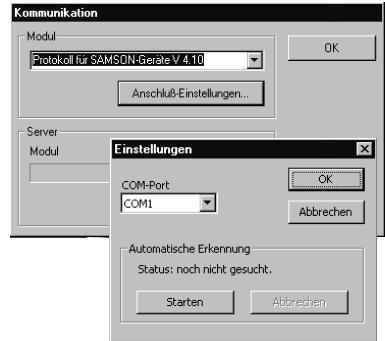 Kommunikation
Modul
Protokoll für SAMSON-Geräte V 4.10
OK
Anschluß-Einstellungen...
Server
Modul
Einstellungen
COM-Port
COM1
OK
Abbrechen
Automatische Erkennung
Status: noch nicht gesucht.
Starten
Abbrechen